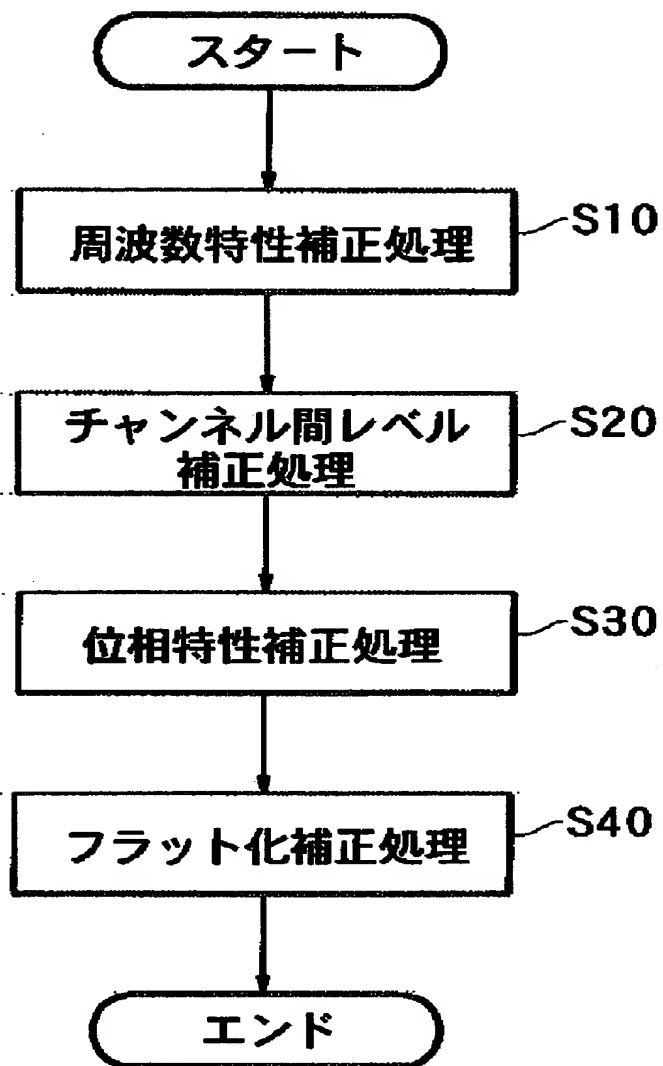 スタート
周波数特性補正処理
S10
チャンネル間レベル
補正処理
S20
位相特性補正処理
S30
フラット化補正処理
S40
エンド